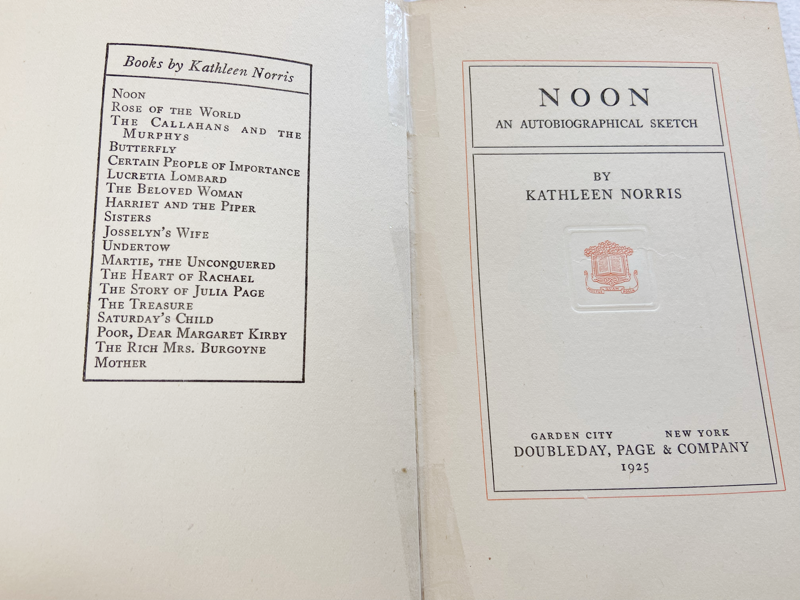 Books by Kathleen Norris
NOON
ROSE OF THE WORLD
THE CALLAHANS AND THE
MURPHYS
BUTTERFLY
CERTAIN PEOPLE OF IMPORTANCE
LUCRETIA LOMBARD
THE BELOVED WOMAN
HARRIET AND THE PIPER
SISTERS
JOSSELYN'S WIFE
UNDERTOW
MARTIE, THE UNCONQUERED
THE HEART OF RACHAEL
THE STORY OF JULIA PAGE
THE TREASURE
SATURDAY'S CHILD
POOR, DEAR MARGARET KIRBY
THE RICH MRS. BURGOYNE
MOTHER
NOON
AN AUTOBIOGRAPHICAL SKETCH
BY
KATHLEEN NORRIS
GARDEN CITY NEW YORK
DOUBLEDAY, PAGE & COMPANY
1925